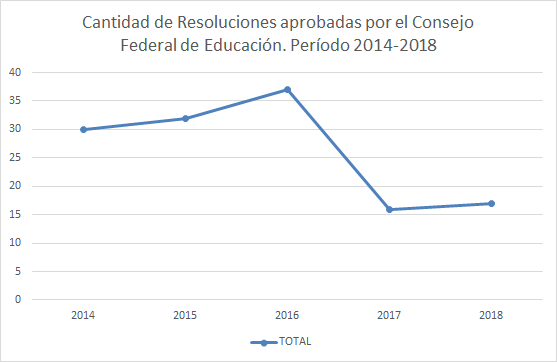 Cantidad de Resoluciones aprobadas por el Consejo
Federal de Educación. Período 2014-2018
40
35
30
25
20
15
10
5
0
2014 2015 2016 2017 2018
TOTAL